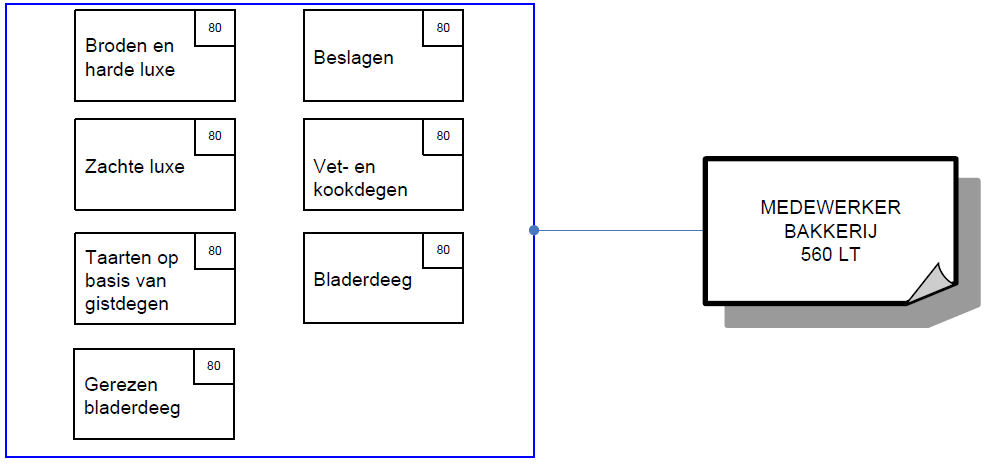 80
Broden en
harde luxe
80
Beslagen
80
Zachte luxe
80
Vet- en
kookdegen
80
Taarten op
basis van
gistdegen
80
Bladerdeeg
80
Gerezen
bladerdeeg
MEDEWERKER
BAKKERIJ
560 LT